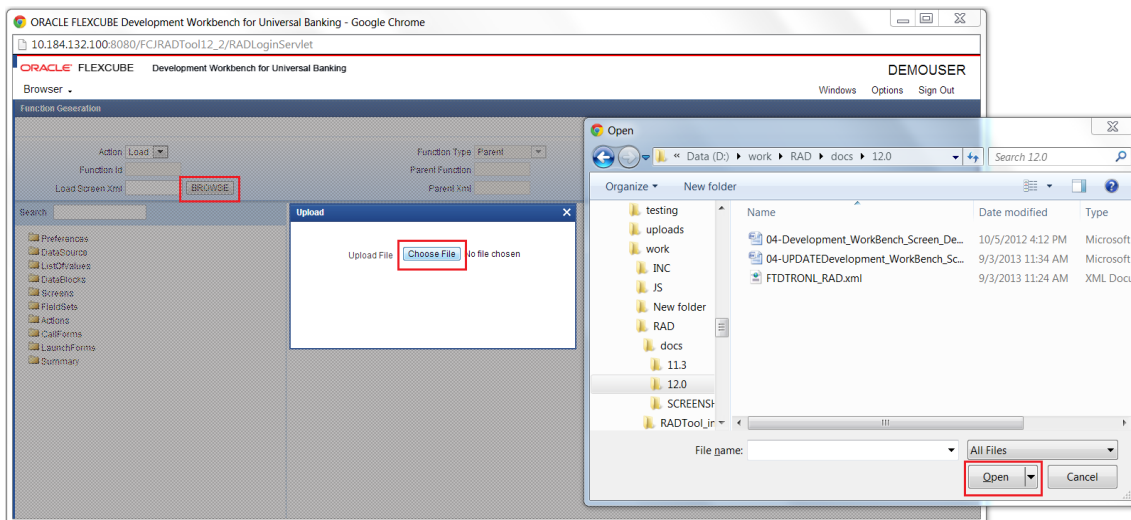 ORACLE FLEXCUBE Development Workbench for Universal Banking - Google Chrome
10.184.132.100:8080/FCJRADTool12_2/RADLoginServlet
ORACLE FLEXCUBE Development Workbench for Universal Banking
DEMOUSER
Browser
Windows Options Sign Out
Function Generation
Action Load
Function Type Parent
Function Id
Parent Function
Load Screen Xml BROWSE
Parent Xml
Search
Preferences
DataSource
ListOfValues
DataBlocks
Screens
FieldSets
Actions
CallForms
LaunchForms
Summary
Upload
Upload File Choose File No file chosen
Open
« Data (D:) work RAD docs 12.0
Search 12.0
Organize New folder
testing
uploads
work
INC
JS
New folder
RAD
docs
11.3
12.0
SCREENSH
RADTool_ir
Name Date modified Type
04-Development_WorkBench_Screen_De... 10/5/2012 4:12 PM Microsoft
04-UPDATEDevelopment_WorkBench_Sc... 9/3/2013 11:34 AM Microsoft
FTDTRONL_RAD.xml 9/3/2013 11:24 AM XML Docu
File name:
All Files
Open Cancel